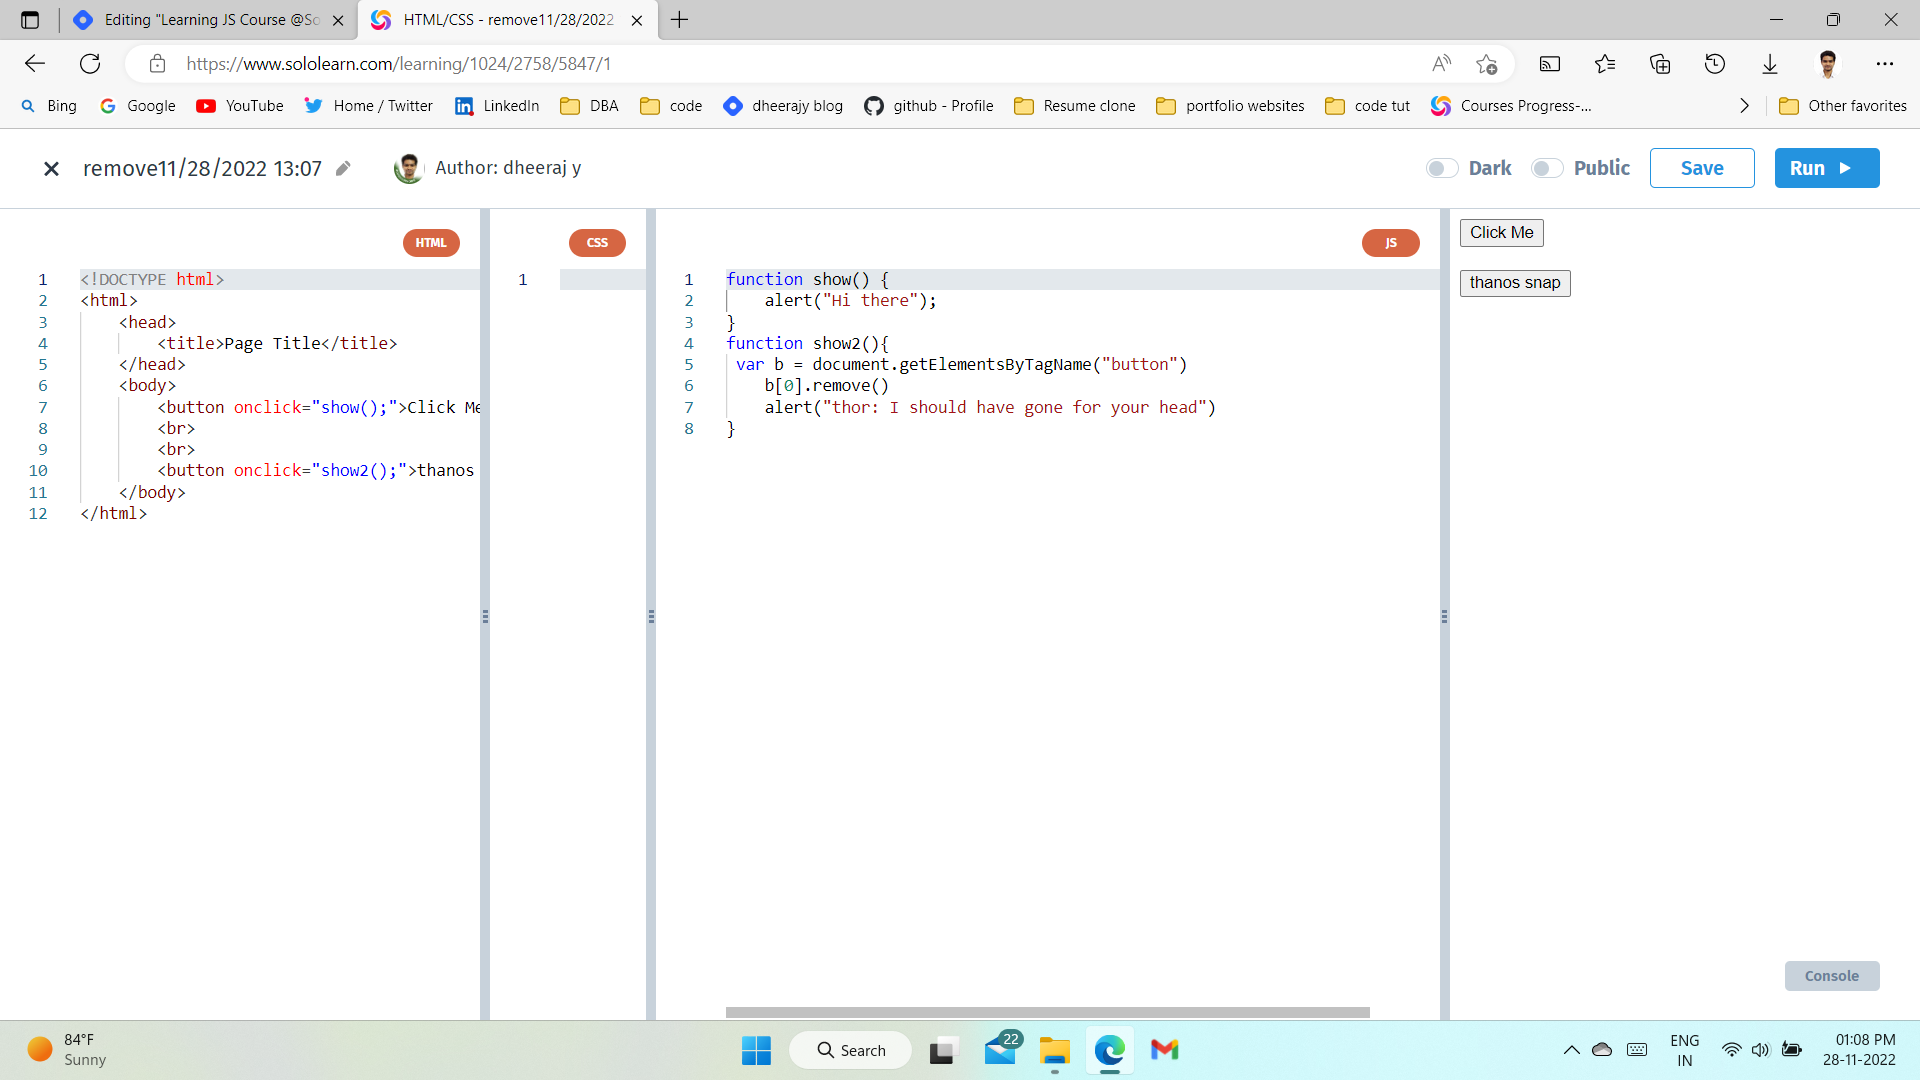 Editing "Learning JS Course @So
HTML/CSS - remove11/28/2022
https://www.sololearn.com/learning/1024/2758/5847/1
Bing
Google
YouTube
Home / Twitter
LinkedIn
DBA
code
dheerajy blog
github - Profile
Resume clone
portfolio websites
code tut
Courses Progress-...
Other favorites
remove11/28/2022 13:07
Author: dheeraj y
Dark
Public
Save
Run
HTML
1 <!DOCTYPE html>
2 <html>
3 <head>
4 <title>Page Title</title>
5 </head>
6 <body>
7 <button onclick="show();">Click Me
8 <br>
9 <br>
10 <button onclick="show2();">thanos
11 </body>
12 </html>
CSS
1
JS
1 function show() {
2 alert("Hi there");
3 }
4 function show2(){
5 var b = document.getElementsByTagName("button")
6 b[0].remove()
7 alert("thor: I should have gone for your head")
8 }
Click Me
thanos snap
Console
84°F
Sunny
Search
22
ENG
IN
01:08 PM
28-11-2022